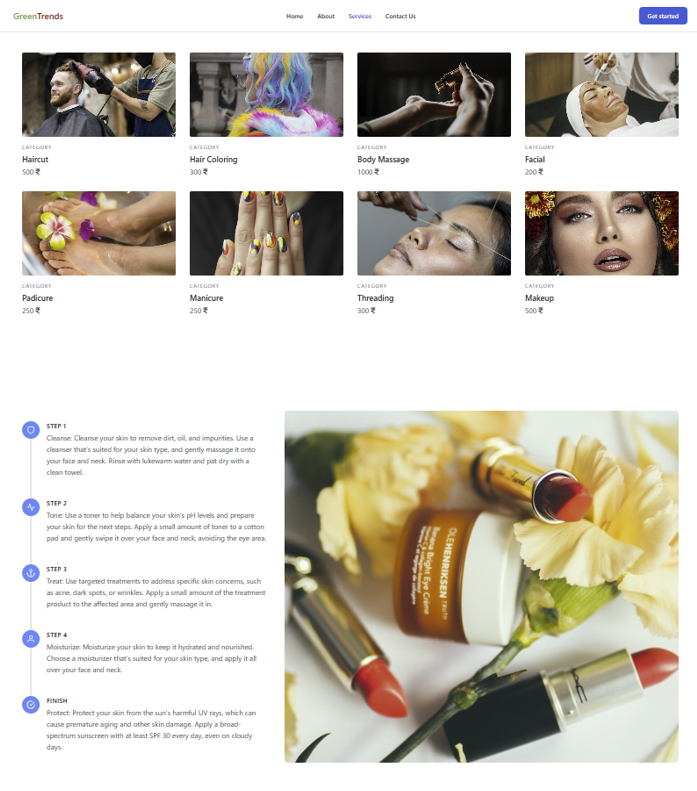 GreenTrends
Home
About
Services
Contact Us
Get started
CATEGORY
Haircut
500 ₹
CATEGORY
Hair Coloring
300 ₹
CATEGORY
Body Massage
1000 ₹
CATEGORY
Facial
200 ₹
CATEGORY
Padicure
250 ₹
CATEGORY
Manicure
250 ₹
CATEGORY
Threading
300 ₹
CATEGORY
Makeup
500 ₹
STEP 1
Cleanse: Cleanse your skin to remove dirt, oil, and impurities. Use a
cleanser that's suited for your skin type, and gently massage it onto
your face and neck. Rinse with lukewarm water and pat dry with a
clean towel.
STEP 2
Tone: Use a toner to help balance your skin's pH levels and prepare
your skin for the next steps. Apply a small amount of toner to a cotton
pad and gently swipe it over your face and neck, avoiding the eye area.
STEP 3
Treat: Use targeted treatments to address specific skin concerns, such
as acne, dark spots, or wrinkles. Apply a small amount of the treatment
product to the affected area and gently massage it in.
STEP 4
Moisturize: Moisturize your skin to keep it hydrated and nourished.
Choose a moisturizer that's suited for your skin type, and apply it all
over your face and neck.
FINISH
Protect: Protect your skin from the sun's harmful UV rays, which can
cause premature aging and other skin damage. Apply a broad-
spectrum sunscreen with at least SPF 30 every day, even on cloudy
days.
OLEHENRIKSEN TRUTH
Banana Bright Eye Crème